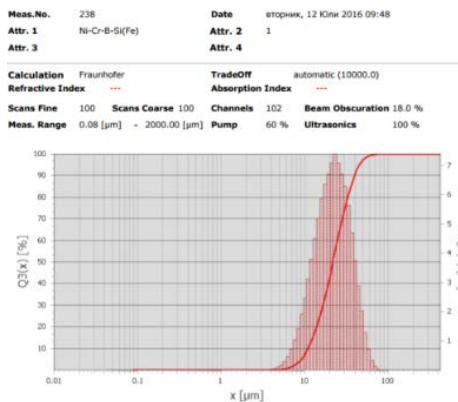 Meas.No. 238 Date вторник, 12 Юли 2016 09:48
Attr. 1 Ni-Cr-B-Si(Fe) Attr. 2 1
Attr. 3 Attr. 4
Calculation Fraunhofer TradeOff automatic (10000.0)
Refractive Index --- Absorption Index ---
Scans Fine 100 Scans Coarse 100 Channels 102 Beam Obscuration 18.0 %
Meas. Range 0.08 [µm] - 2000.00 [µm] Pump 60 % Ultrasonics 100 %
100
90
80
70
60
50
40
30
20
10
Q3(x) [%]
7
6
5
4
3
2
1
0.01 0.1 1 10 100
x [µm]